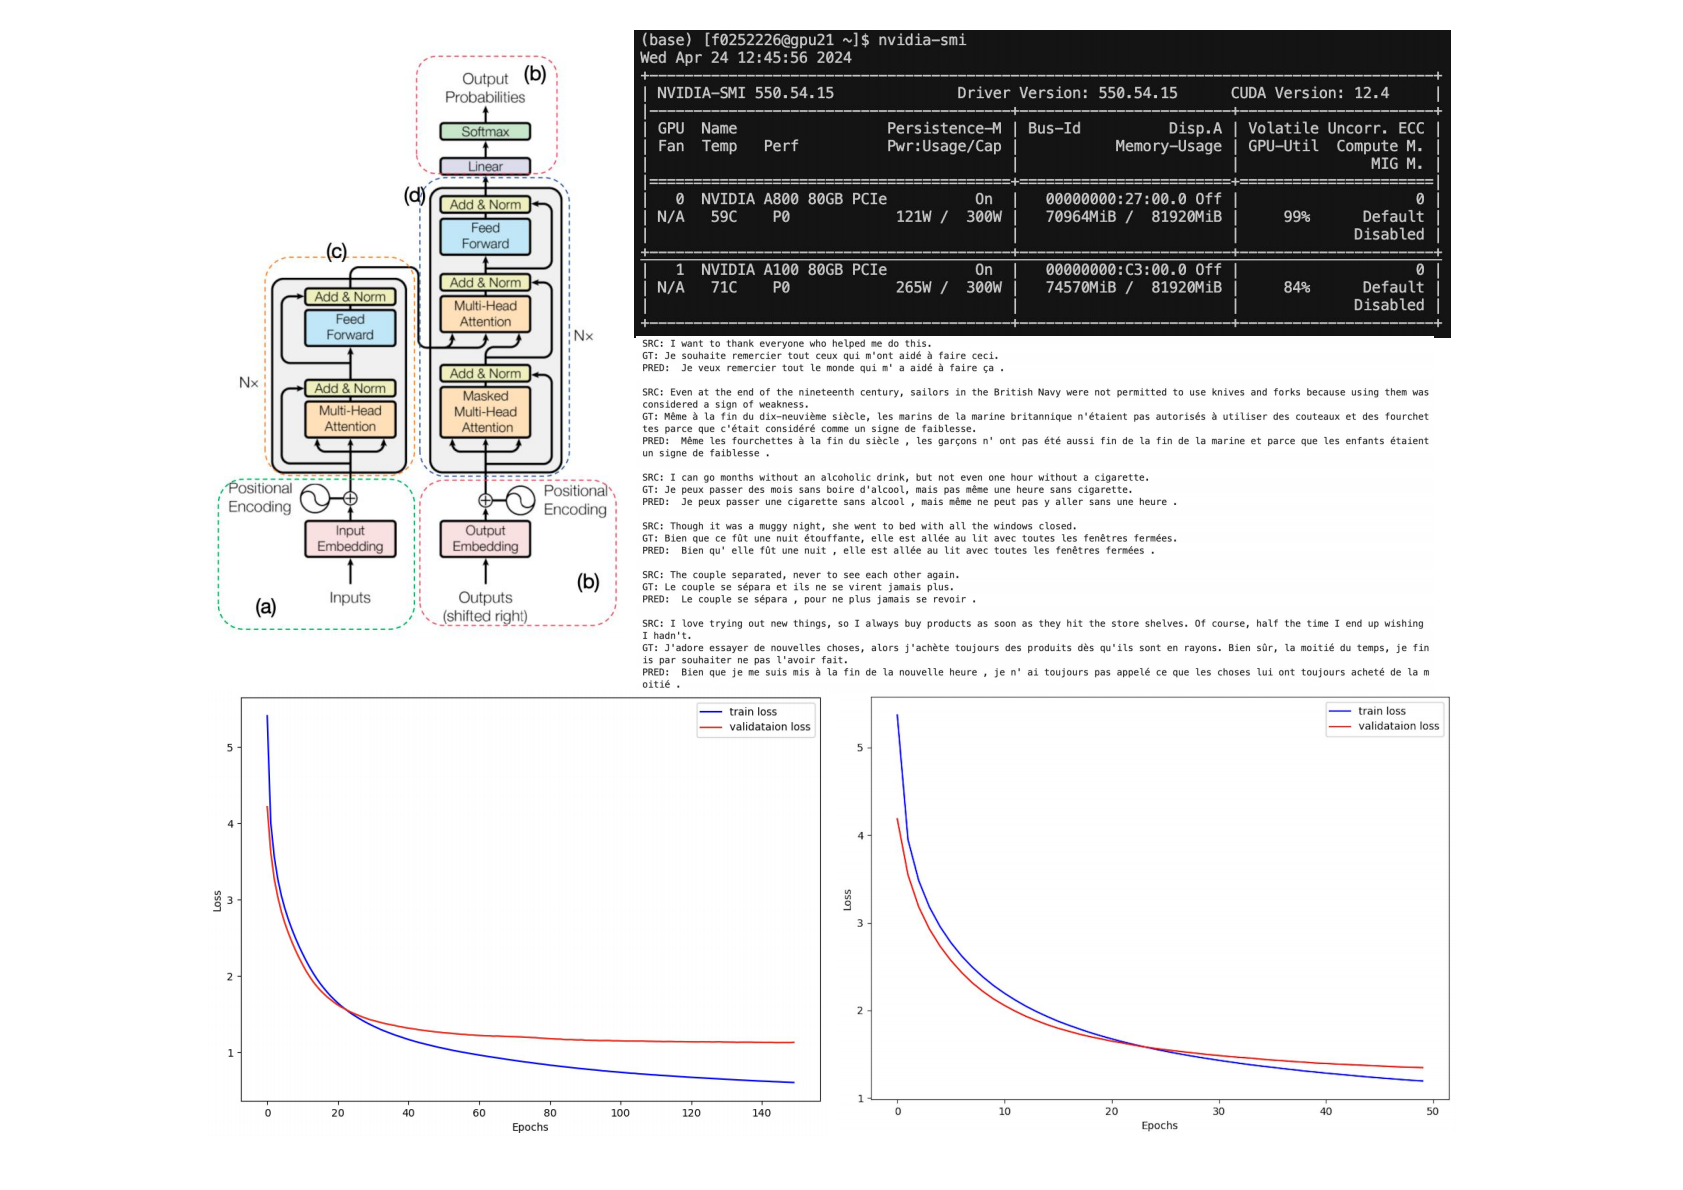 Output
Probabilities
(b)
Softmax
Linear
(d)
Add & Norm
Feed
Forward
Add & Norm
Multi-Head
Attention
Nx
Add & Norm
Masked
Multi-Head
Attention
(c)
Add & Norm
Feed
Forward
Nx
Add & Norm
Multi-Head
Attention
Positional
Encoding
Input
Embedding
Inputs
(a)
Positional
Encoding
Output
Embedding
Outputs
(shifted right)
(b)
(base) [f0252226@gpu21 ~]$ nvidia-smi
Wed Apr 24 12:45:56 2024
NVIDIA-SMI 550.54.15 Driver Version: 550.54.15 CUDA Version: 12.4
GPU Name Persistence-M | Bus-Id Disp.A | Volatile Uncorr. ECC
Fan Temp Perf Pwr:Usage/Cap | Memory-Usage | GPU-Util Compute M.
MIG M.
0 NVIDIA A800 80GB PCIe On | 00000000:27:00.0 Off | 0
N/A 59C P0 121W / 300W | 70964MiB / 81920MiB | 99% Default
Disabled
1 NVIDIA A100 80GB PCIe On | 00000000:C3:00.0 Off | 0
N/A 71C P0 265W / 300W | 74570MiB / 81920MiB | 84% Default
Disabled
SRC: I want to thank everyone who helped me do this.
GT: Je souhaite remercier tout ceux qui m'ont aidé à faire ceci.
PRED: Je veux remercier tout le monde qui m' a aidé à faire ça .
SRC: Even at the end of the nineteenth century, sailors in the British Navy were not permitted to use knives and forks because using them was
considered a sign of weakness.
GT: Même à la fin du dix-neuvième siècle, les marins de la marine britannique n'étaient pas autorisés à utiliser des couteaux et des fourchet
tes parce que c'était considéré comme un signe de faiblesse.
PRED: Même les fourchettes à la fin du siècle , les garçons n' ont pas été aussi fin de la fin de la marine et parce que les enfants étaient
un signe de faiblesse .
SRC: I can go months without an alcoholic drink, but not even one hour without a cigarette.
GT: Je peux passer des mois sans boire d'alcool, mais pas même une heure sans cigarette.
PRED: Je peux passer une cigarette sans alcool , mais même ne peut pas y aller sans une heure .
SRC: Though it was a muggy night, she went to bed with all the windows closed.
GT: Bien que ce fût une nuit étouffante, elle est allée au lit avec toutes les fenêtres fermées.
PRED: Bien qu' elle fût une nuit , elle est allée au lit avec toutes les fenêtres fermées .
SRC: The couple separated, never to see each other again.
GT: Le couple se sépara et ils ne se virent jamais plus.
PRED: Le couple se sépara , pour ne plus jamais se revoir .
SRC: I love trying out new things, so I always buy products as soon as they hit the store shelves. Of course, half the time I end up wishing
I hadn't.
GT: J'adore essayer de nouvelles choses, alors j'achète toujours des produits dès qu'ils sont en rayons. Bien sûr, la moitié du temps, je fin
is par souhaiter ne pas l'avoir fait.
PRED: Bien que je me suis mis à la fin de la nouvelle heure , je n' ai toujours pas appelé ce que les choses lui ont toujours acheté de la m
oitié .
train loss
validataion loss
5
4
3
2
1
Loss
0 20 40 60 80 100 120 140
Epochs
train loss
validataion loss
5
4
3
2
1
Loss
0 10 20 30 40 50
Epochs